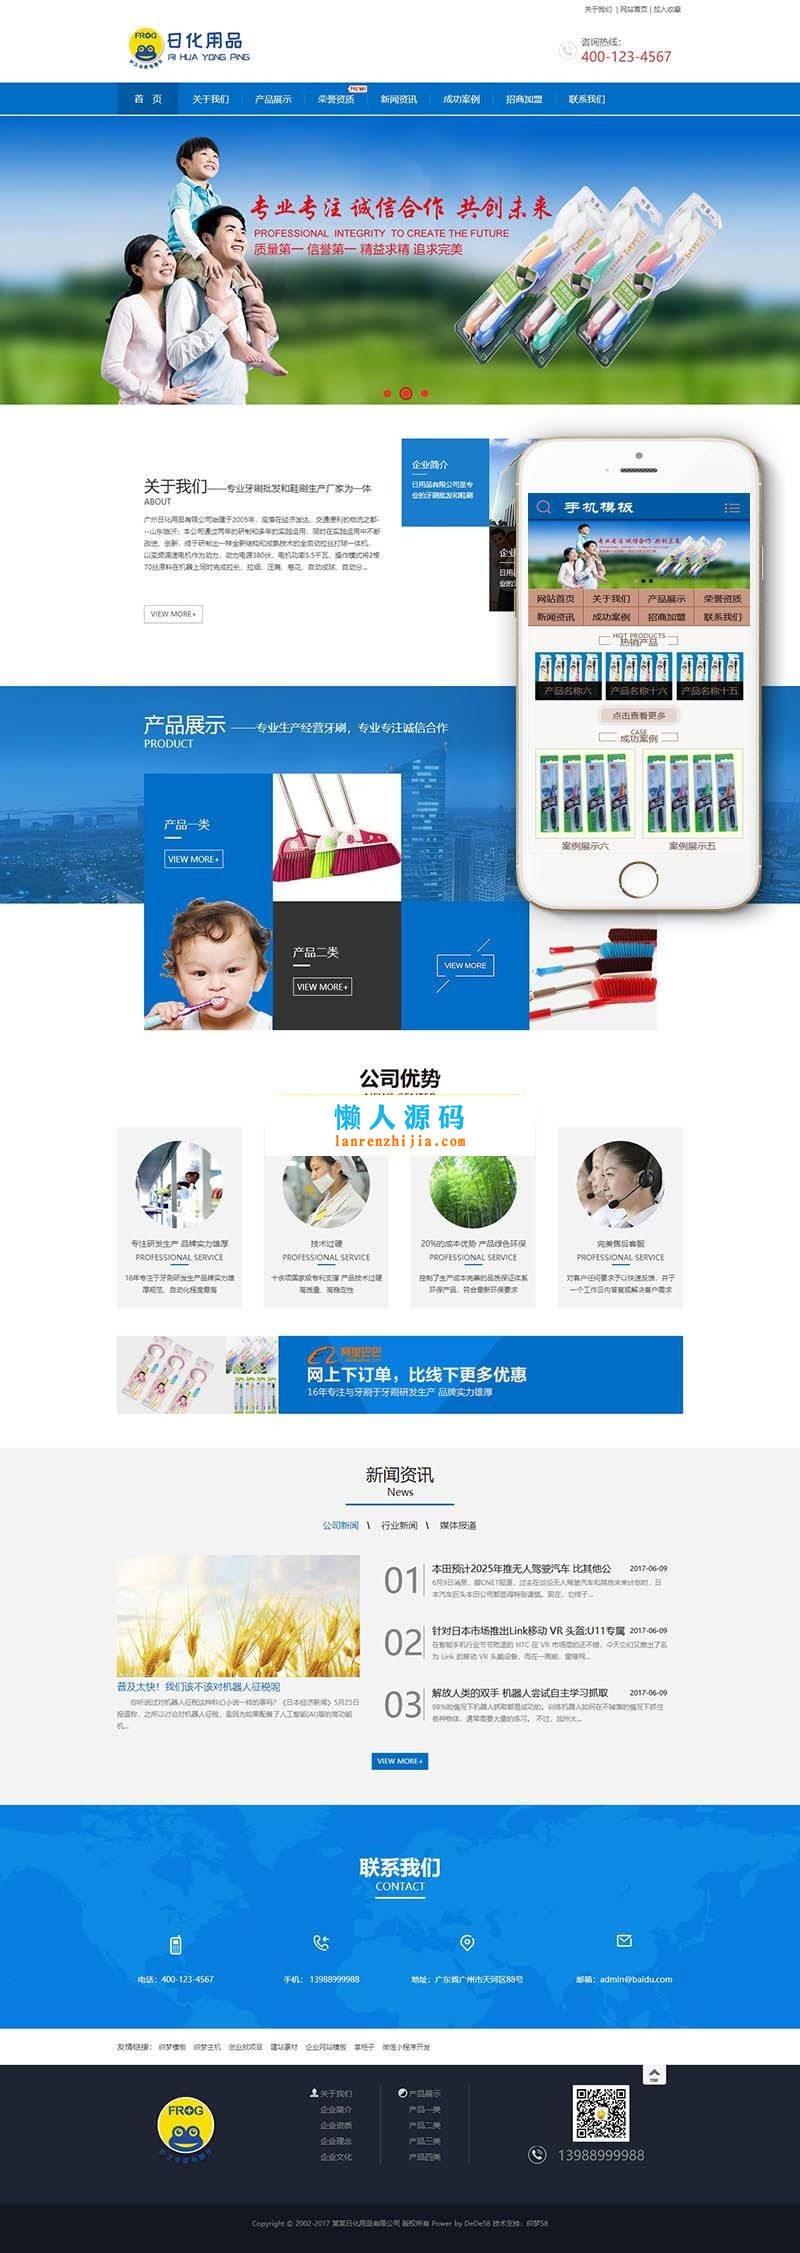 关于我们 | 网站首页 | 加入收藏
FROG
日化用品
RI HUA YONG PING
咨询热线：
400-123-4567
首 页
关于我们
产品展示
荣誉资质
NEW!
新闻资讯
成功案例
招商加盟
联系我们
专业专注 诚信合作 共创未来
PROFESSIONAL INTEGRITY TO CREATE THE FUTURE
质量第一 信誉第一 精益求精 追求完美
关于我们——专业牙刷批发和鞋刷生产厂家为一体
ABOUT
广州日化用品有限公司始建于2005年，座落在经济发达、交通便利的物流之都-
--山东临沂；本公司通过两年的研制和多年的实践运用，同时在实践运用中不断
改进、创新，终于研制出一种全新结构和成熟技术的全自动拉丝打球一体机，
以变频调速电机作为动力，动力电源380伏，电机功率5.5千瓦，操作模式将2根
70丝原料在机器上同时完成拉长、拉细、压扁、卷花、自动成球、自动分...
VIEW MORE+
企业简介
日用品有限公司是专
业的牙刷批发和鞋刷
企业
日用品
业的牙
手机模板
专业专注 诚信合作 共创未来
网站首页
关于我们
产品展示
荣誉资质
新闻资讯
成功案例
招商加盟
联系我们
HOT PRODUCTS
热销产品
产品名称六
产品名称十六
产品名称十五
点击查看更多
CASE
成功案例
案例展示六
案例展示五
产品展示 ——专业生产经营牙刷，专业专注诚信合作
PRODUCT
产品一类
VIEW MORE+
产品二类
VIEW MORE+
VIEW MORE
公司优势
NEWS CENTER
懒人源码
lanrenzhijia.com
专注研发生产 品牌实力雄厚
PROFESSIONAL SERVICE
16年专注于牙刷研发生产品牌实力雄
厚规范、自动化程度最高
技术过硬
PROFESSIONAL SERVICE
十余项国家级专利支撑 产品技术过硬
高质量、高稳定性
20%的成本优势 产品绿色环保
PROFESSIONAL SERVICE
控制了生产成本完善的品质保证体系
环保产品，符合最新环保要求
完美售后客服
PROFESSIONAL SERVICE
对客户任何要求予以快速反馈，并于
一个工作日内答复或解决客户需求
阿里巴巴
网上下订单，比线下更多优惠
16年专注与牙刷于牙刷研发生产 品牌实力雄厚
新闻资讯
News
公司新闻 \ 行业新闻 \ 媒体报道
普及太快！我们该不该对机器人征税呢
你听说过对机器人征税这种科幻小说一样的事吗？《日本经济新闻》5月25日
报道称，之所以讨论对机器人征税，是因为如果配备了人工智能(AI)等的高功能
机...
01
本田预计2025年推无人驾驶汽车 比其他公
2017-06-09
6月9日消息，据CNET报道，过去在谈论无人驾驶汽车和其他未来计划时，日
本汽车巨头本田公司都显得特别谨慎。现在，它终于...
02
针对日本市场推出Link移动 VR 头盔:U11专属
2017-06-09
在智能手机行业节节败退的 HTC 在 VR 市场混的还不错，今天它们又推出了名
为 Link 的移动 VR 头戴设备，而在一周前，雷锋网...
03
解放人类的双手 机器人尝试自主学习抓取
2017-06-09
98%的情况下机器人抓取都是成功的。训练机器人如何在不掉落的情况下抓住
各种物体，通常需要大量的练习。 不过，加州大...
VIEW MORE+
联系我们
CONTACT
电话：400-123-4567
手机： 13988999988
地址：广东省广州市天河区88号
邮箱：admin@baidu.com
友情链接： 织梦模板 织梦主机 创业找项目 建站素材 企业网站模板 掌柜子 微信小程序开发
TOP
FROG
关于我们
企业简介
企业资质
企业理念
企业文化
产品展示
产品一类
产品二类
产品三类
产品四类
13988999988
Copyright © 2002-2017 某某日化用品有限公司 版权所有 Power by DeDe58 技术支持：织梦58